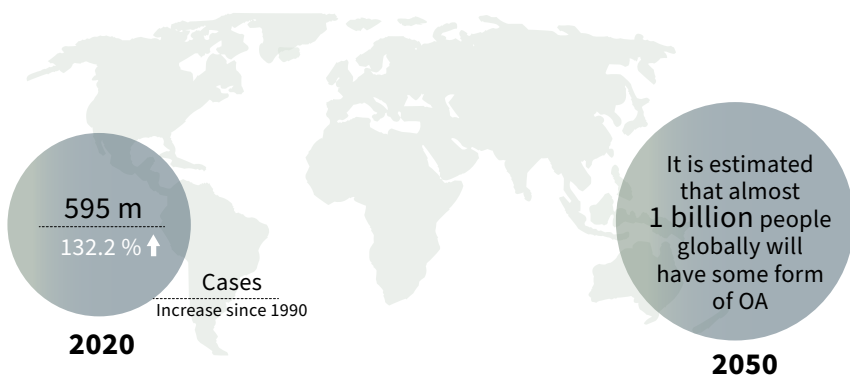 595 m
132.2 %
Cases
Increase since 1990
2020
It is estimated
that almost
1 billion people
globally will
have some form
of OA
2050